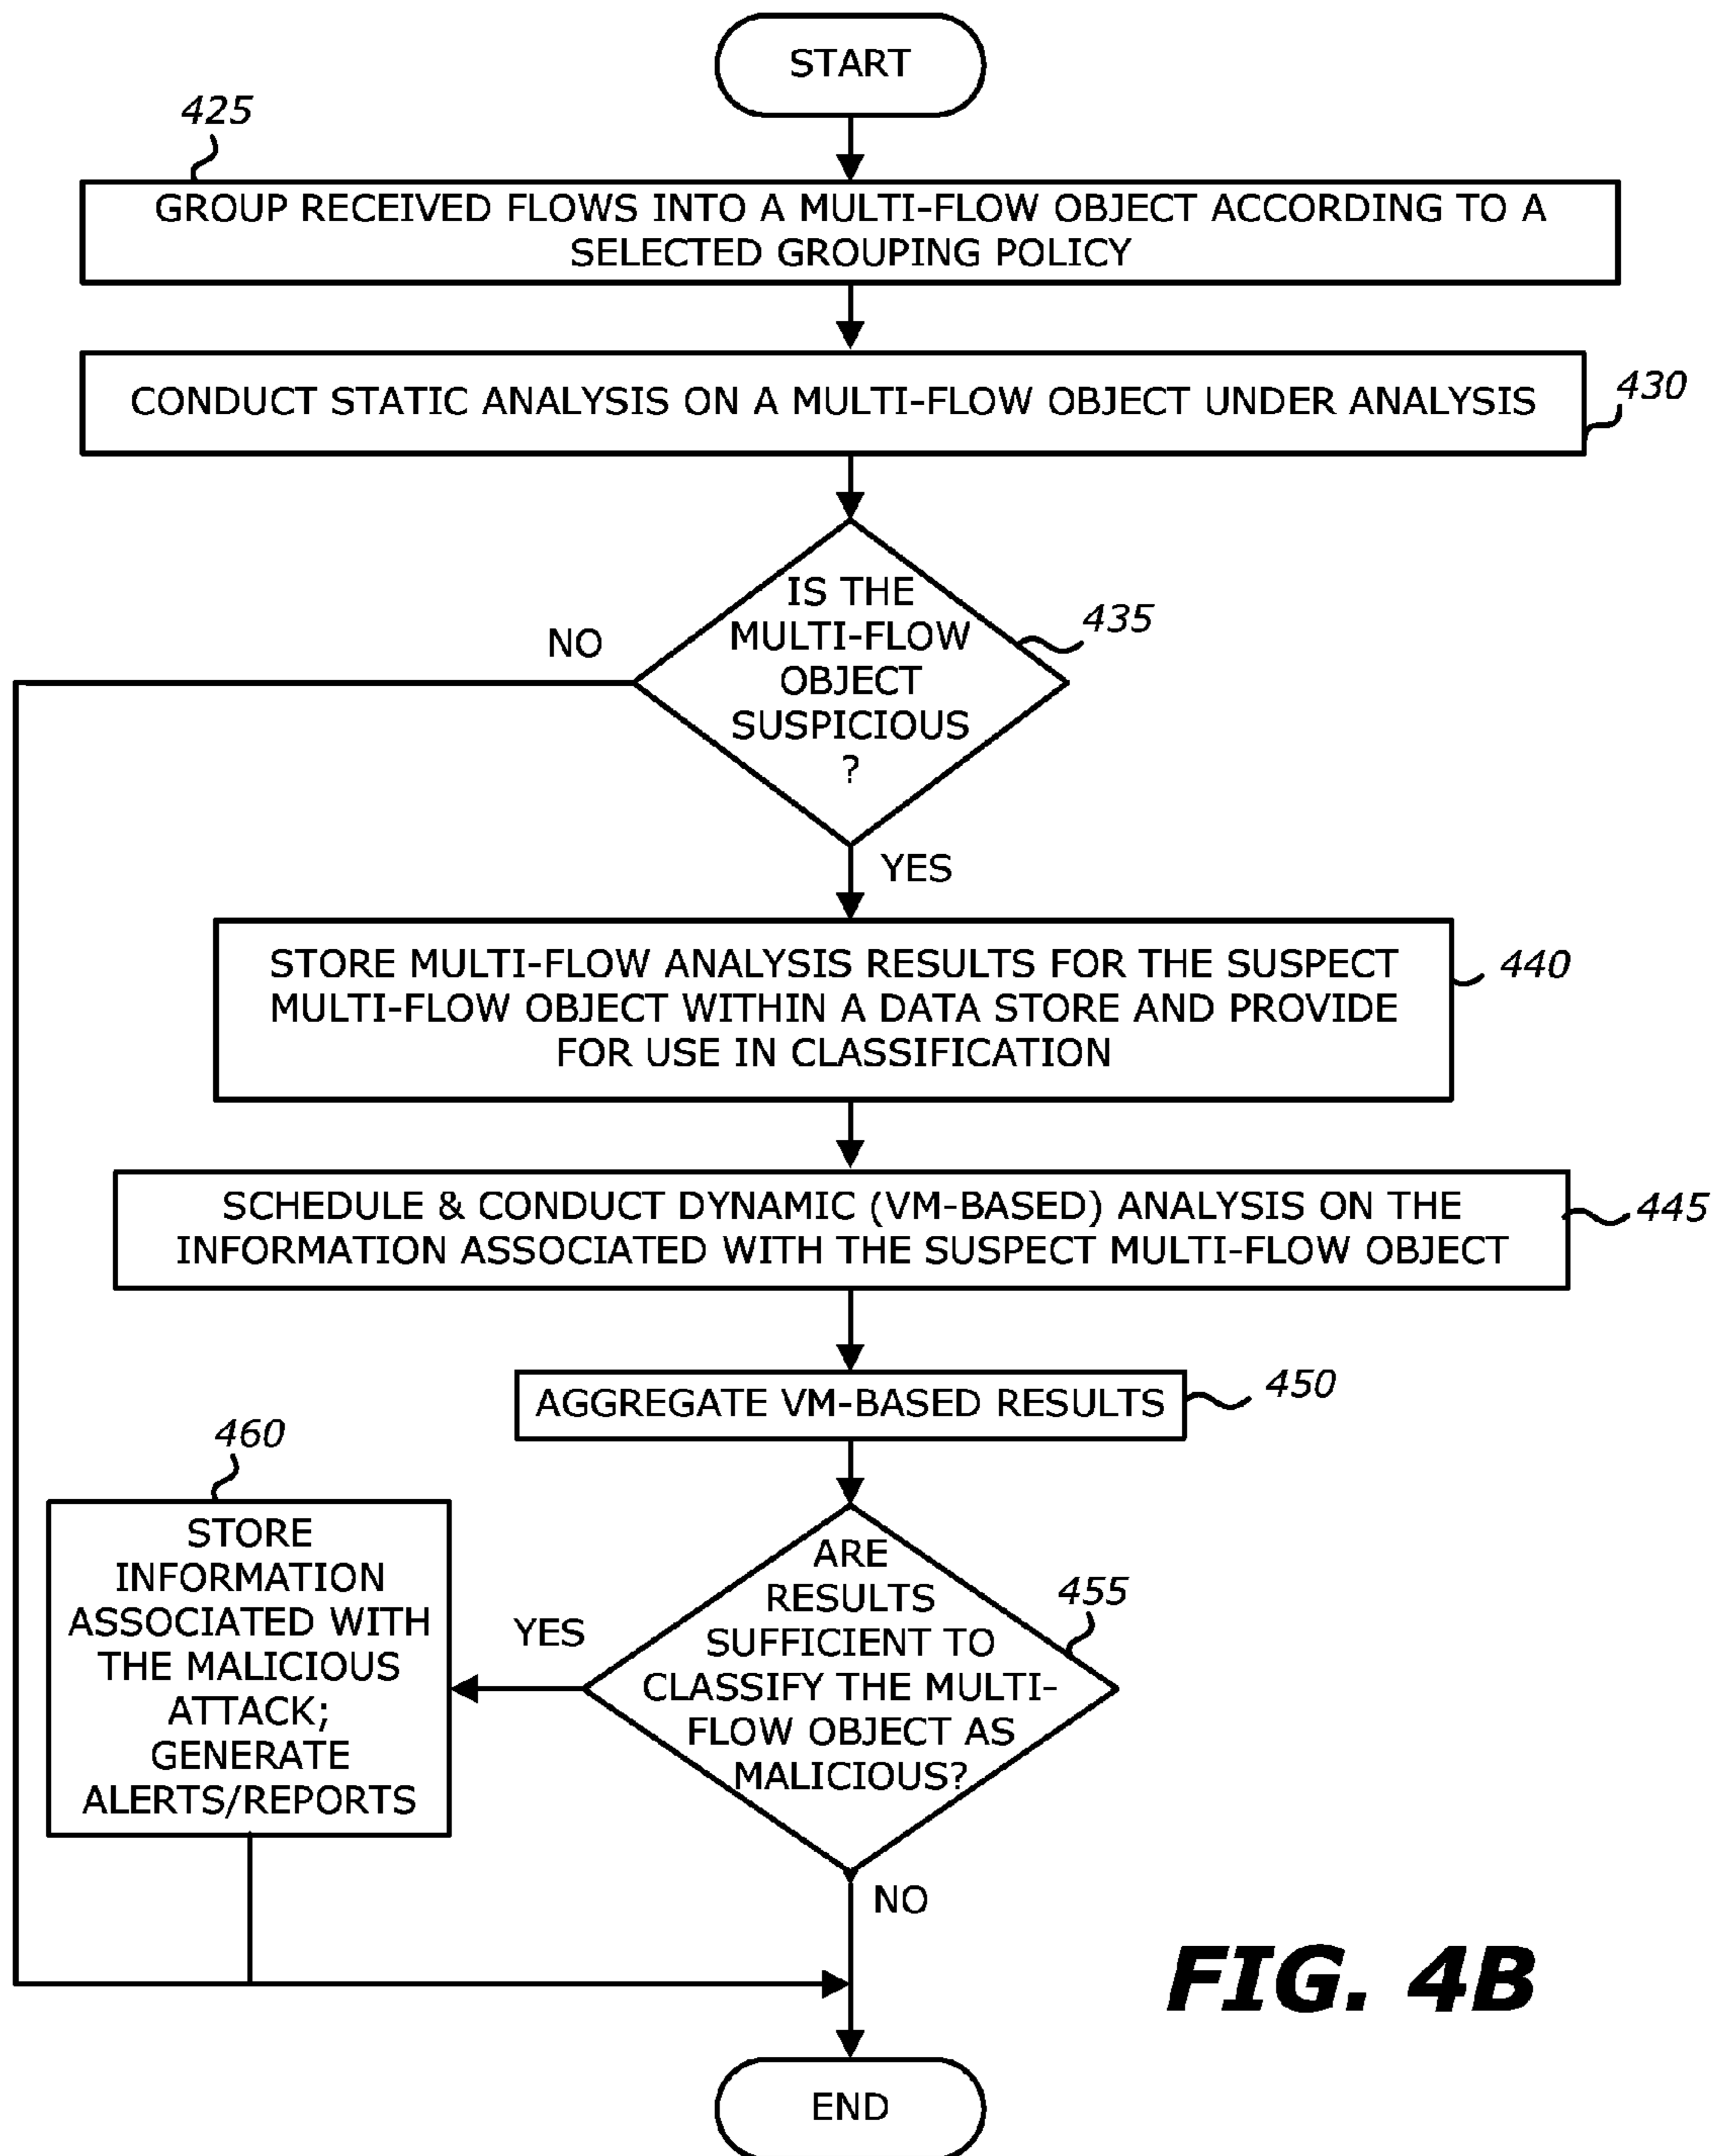 START
425
GROUP RECEIVED FLOWS INTO A MULTI-FLOW OBJECT ACCORDING TO A
SELECTED GROUPING POLICY
CONDUCT STATIC ANALYSIS ON A MULTI-FLOW OBJECT UNDER ANALYSIS
430
IS THE
MULTI-FLOW
OBJECT
SUSPICIOUS
?
435
NO
YES
STORE MULTI-FLOW ANALYSIS RESULTS FOR THE SUSPECT
MULTI-FLOW OBJECT WITHIN A DATA STORE AND PROVIDE
FOR USE IN CLASSIFICATION
440
SCHEDULE & CONDUCT DYNAMIC (VM-BASED) ANALYSIS ON THE
INFORMATION ASSOCIATED WITH THE SUSPECT MULTI-FLOW OBJECT
445
AGGREGATE VM-BASED RESULTS
450
ARE
RESULTS
SUFFICIENT TO
CLASSIFY THE MULTI-
FLOW OBJECT AS
MALICIOUS?
455
YES
460
STORE
INFORMATION
ASSOCIATED WITH
THE MALICIOUS
ATTACK;
GENERATE
ALERTS/REPORTS
NO
FIG. 4B
END